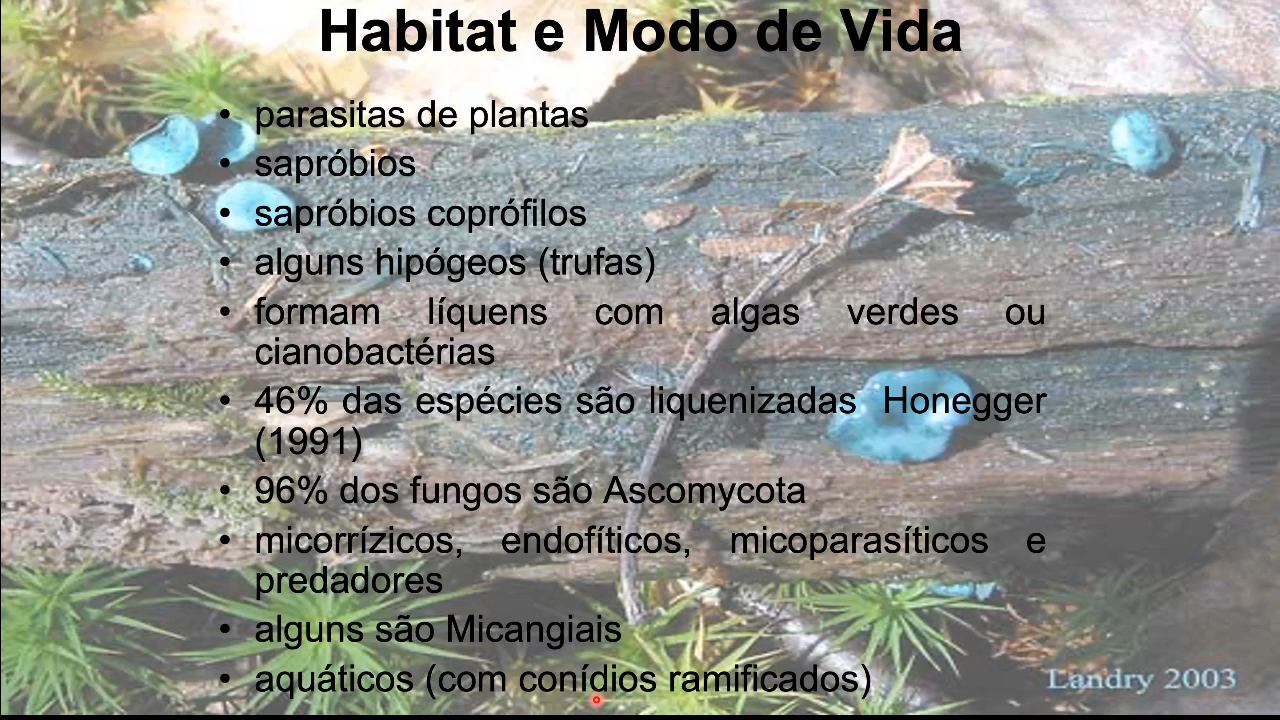 Habitat e Modo de Vida
• parasitas de plantas
• sapróbios
• sapróbios coprófilos
• alguns hipógeos (trufas)
• formam líquens com algas verdes ou
cianobactérias
• 46% das espécies são liquenizadas Honegger
(1991)
• 96% dos fungos são Ascomycota
• micorrízicos, endofíticos, micoparasíticos e
predadores
• alguns são Micangiais
• aquáticos (com conídios ramificados)
Landry 2003